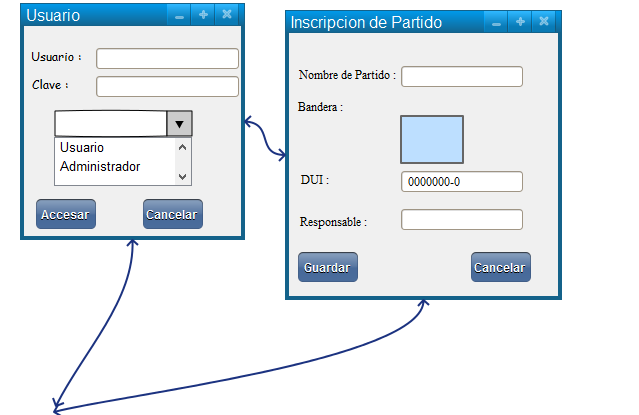 Usuario
Usuario :
Clave :
Usuario
Administrador
Accesar
Cancelar
Inscripcion de Partido
Nombre de Partido :
Bandera :
DUI :
0000000-0
Responsable :
Guardar
Cancelar